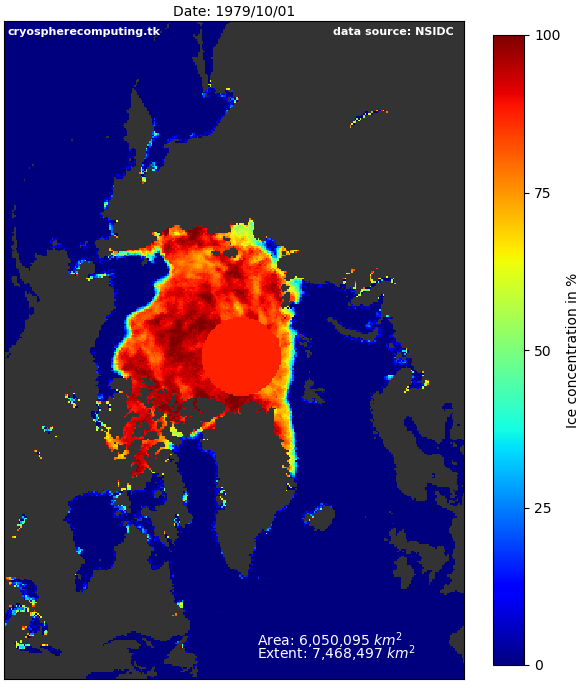 Date: 1979/10/01
cryospherecomputing.tk
data source: NSIDC
100
75
50
25
0
Ice concentration in %
Area: 6,050,095 km²
Extent: 7,468,497 km²